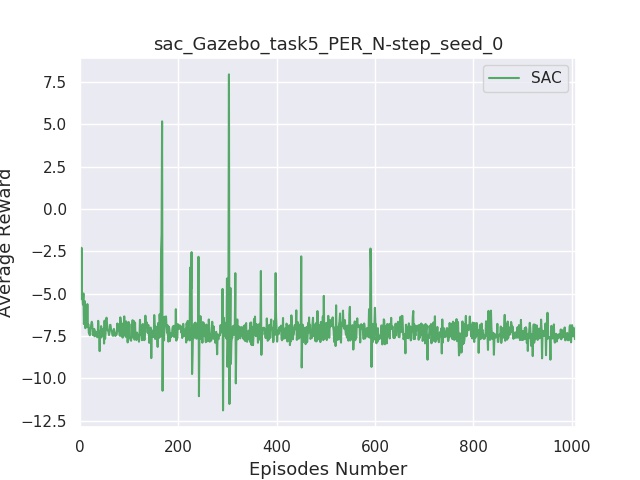 sac_Gazebo_task5_PER_N-step_seed_0
SAC
Average Reward
7.5
5.0
2.5
0.0
−2.5
−5.0
−7.5
−10.0
−12.5
0 200 400 600 800 1000
Episodes Number